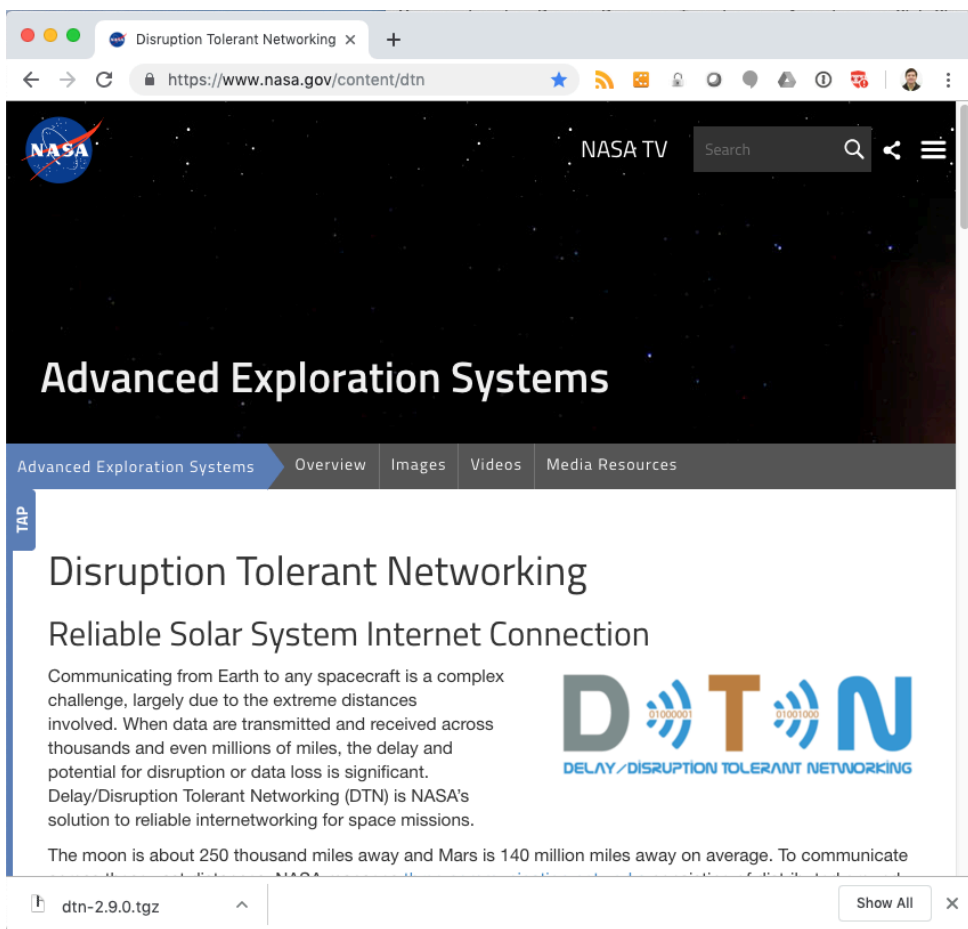 Disruption Tolerant Networking
https://www.nasa.gov/content/dtn
NASA
NASA TV
Search
Advanced Exploration Systems
Advanced Exploration Systems
Overview
Images
Videos
Media Resources
TAP
Disruption Tolerant Networking
Reliable Solar System Internet Connection
Communicating from Earth to any spacecraft is a complex
challenge, largely due to the extreme distances
involved. When data are transmitted and received across
thousands and even millions of miles, the delay and
potential for disruption or data loss is significant.
Delay/Disruption Tolerant Networking (DTN) is NASA's
solution to reliable internetworking for space missions.
D T N
01000001
01001000
DELAY/DISRUPTION TOLERANT NETWORKING
The moon is about 250 thousand miles away and Mars is 140 million miles away on average. To communicate
dtn-2.9.0.tgz
Show All